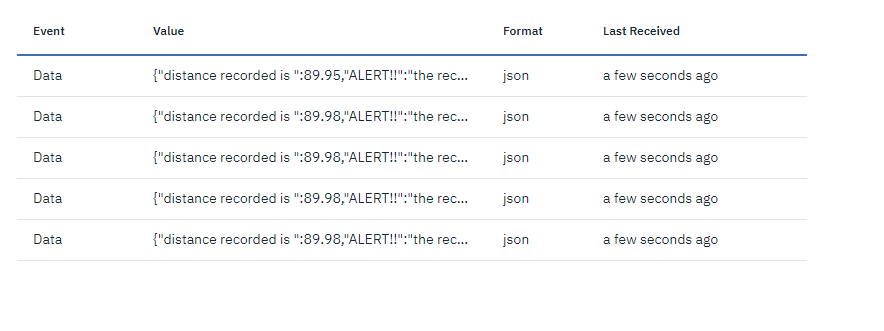 Event Value Format Last Received
Data {"distance recorded is ":89.95,"ALERT!!":"the rec... json a few seconds ago
Data {"distance recorded is ":89.98,"ALERT!!":"the rec... json a few seconds ago
Data {"distance recorded is ":89.98,"ALERT!!":"the rec... json a few seconds ago
Data {"distance recorded is ":89.98,"ALERT!!":"the rec... json a few seconds ago
Data {"distance recorded is ":89.98,"ALERT!!":"the rec... json a few seconds ago